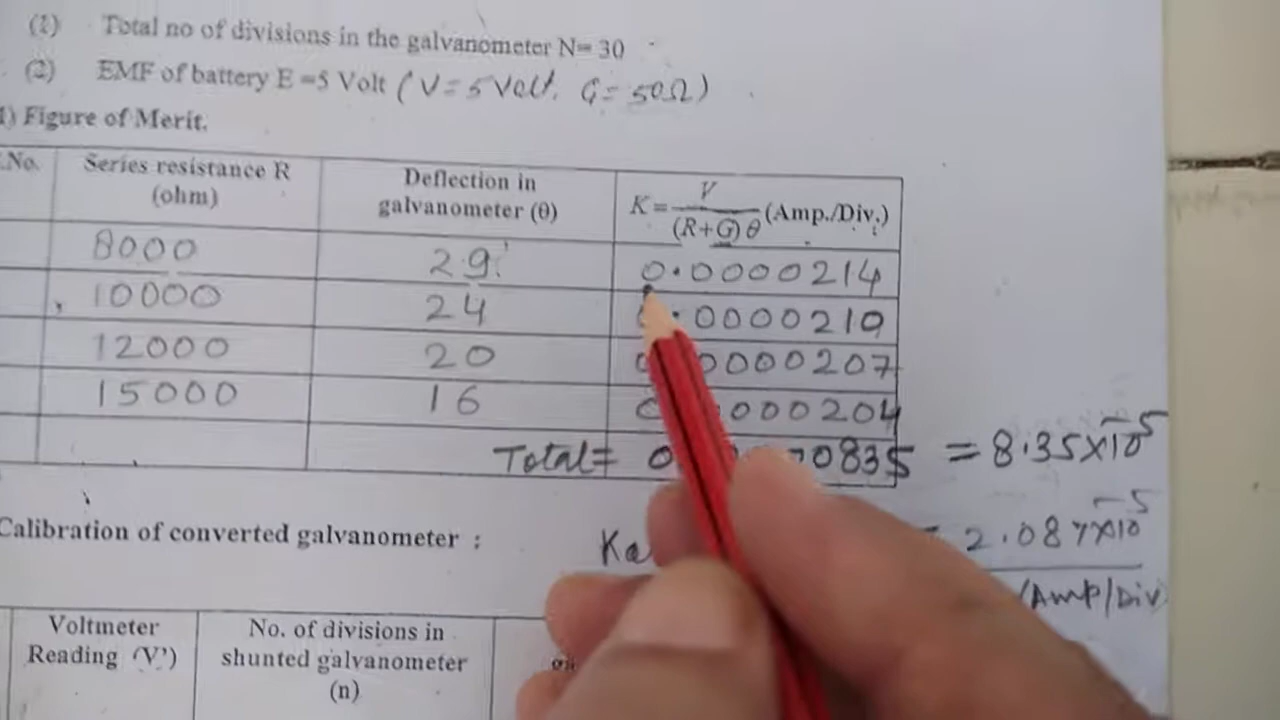 (1) Total no of divisions in the galvanometer N= 30
(2) EMF of battery E =5 Volt ( V = 5 Volt. G = 50Ω )
) Figure of Merit.
.No. Series resistance R (ohm) Deflection in galvanometer (θ) K = V / (R+G) θ (Amp./Div.)
8000 29 0.0000214
10000 24 .0000210
12000 20 0000207
15000 16 000204
Total= 0 0835 = 8.35×10⁻⁵
= 2.087×10⁻⁵
Calibration of converted galvanometer :
/Amp/Div
Voltmeter Reading (V') No. of divisions in shunted galvanometer (n)